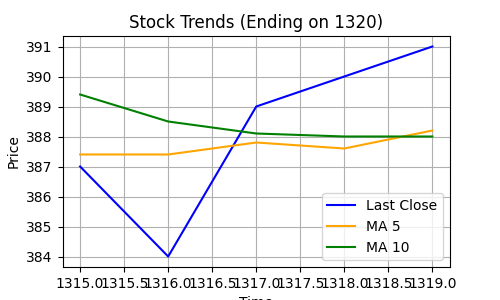 Stock Trends (Ending on 1320)
391
390
389
388
387
386
385
384
Price
Last Close
MA 5
MA 10
1315.0 1315.5 1316.0 1316.5 1317.0 1317.5 1318.0 1318.5 1319.0
Time